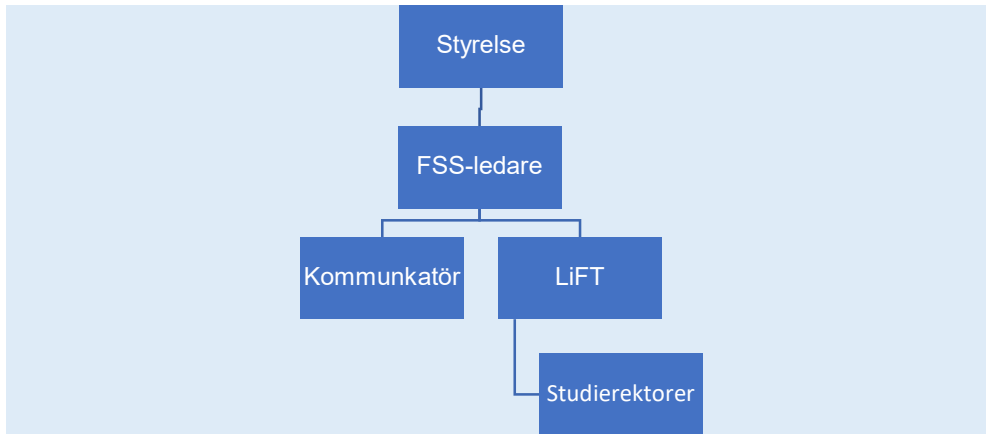 Styrelse
FSS-ledare
Kommunkatör
LiFT
Studierektorer